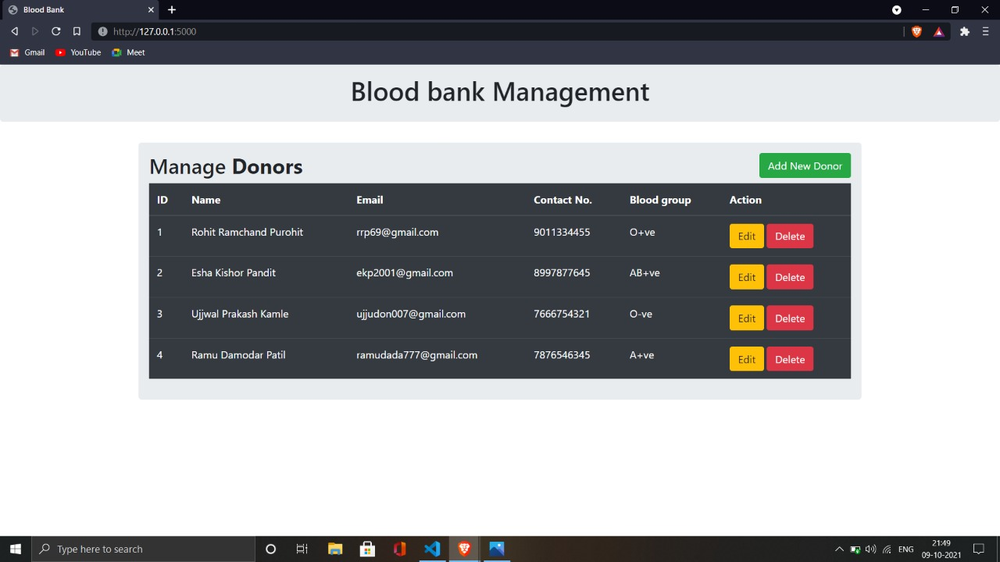 Blood Bank
http://127.0.0.1:5000
Gmail YouTube Meet
Blood bank Management
Manage Donors
Add New Donor
ID Name Email Contact No. Blood group Action
1 Rohit Ramchand Purohit rrp69@gmail.com 9011334455 O+ve Edit Delete
2 Esha Kishor Pandit ekp2001@gmail.com 8997877645 AB+ve Edit Delete
3 Ujjwal Prakash Kamle ujjudon007@gmail.com 7666754321 O-ve Edit Delete
4 Ramu Damodar Patil ramudada777@gmail.com 7876546345 A+ve Edit Delete
Type here to search
ENG
21:49
09-10-2021